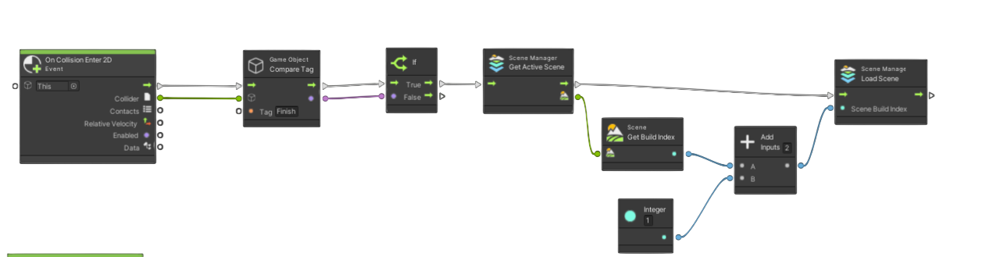 On Collision Enter 2D
Event
This
Collider
Contacts
Relative Velocity
Enabled
Data
Game Object
Compare Tag
Tag Finish
If
True
False
Scene Manager
Get Active Scene
Scene
Get Build Index
Integer
1
Add
Inputs 2
A
B
Scene Manage
Load Scene
Scene Build Index